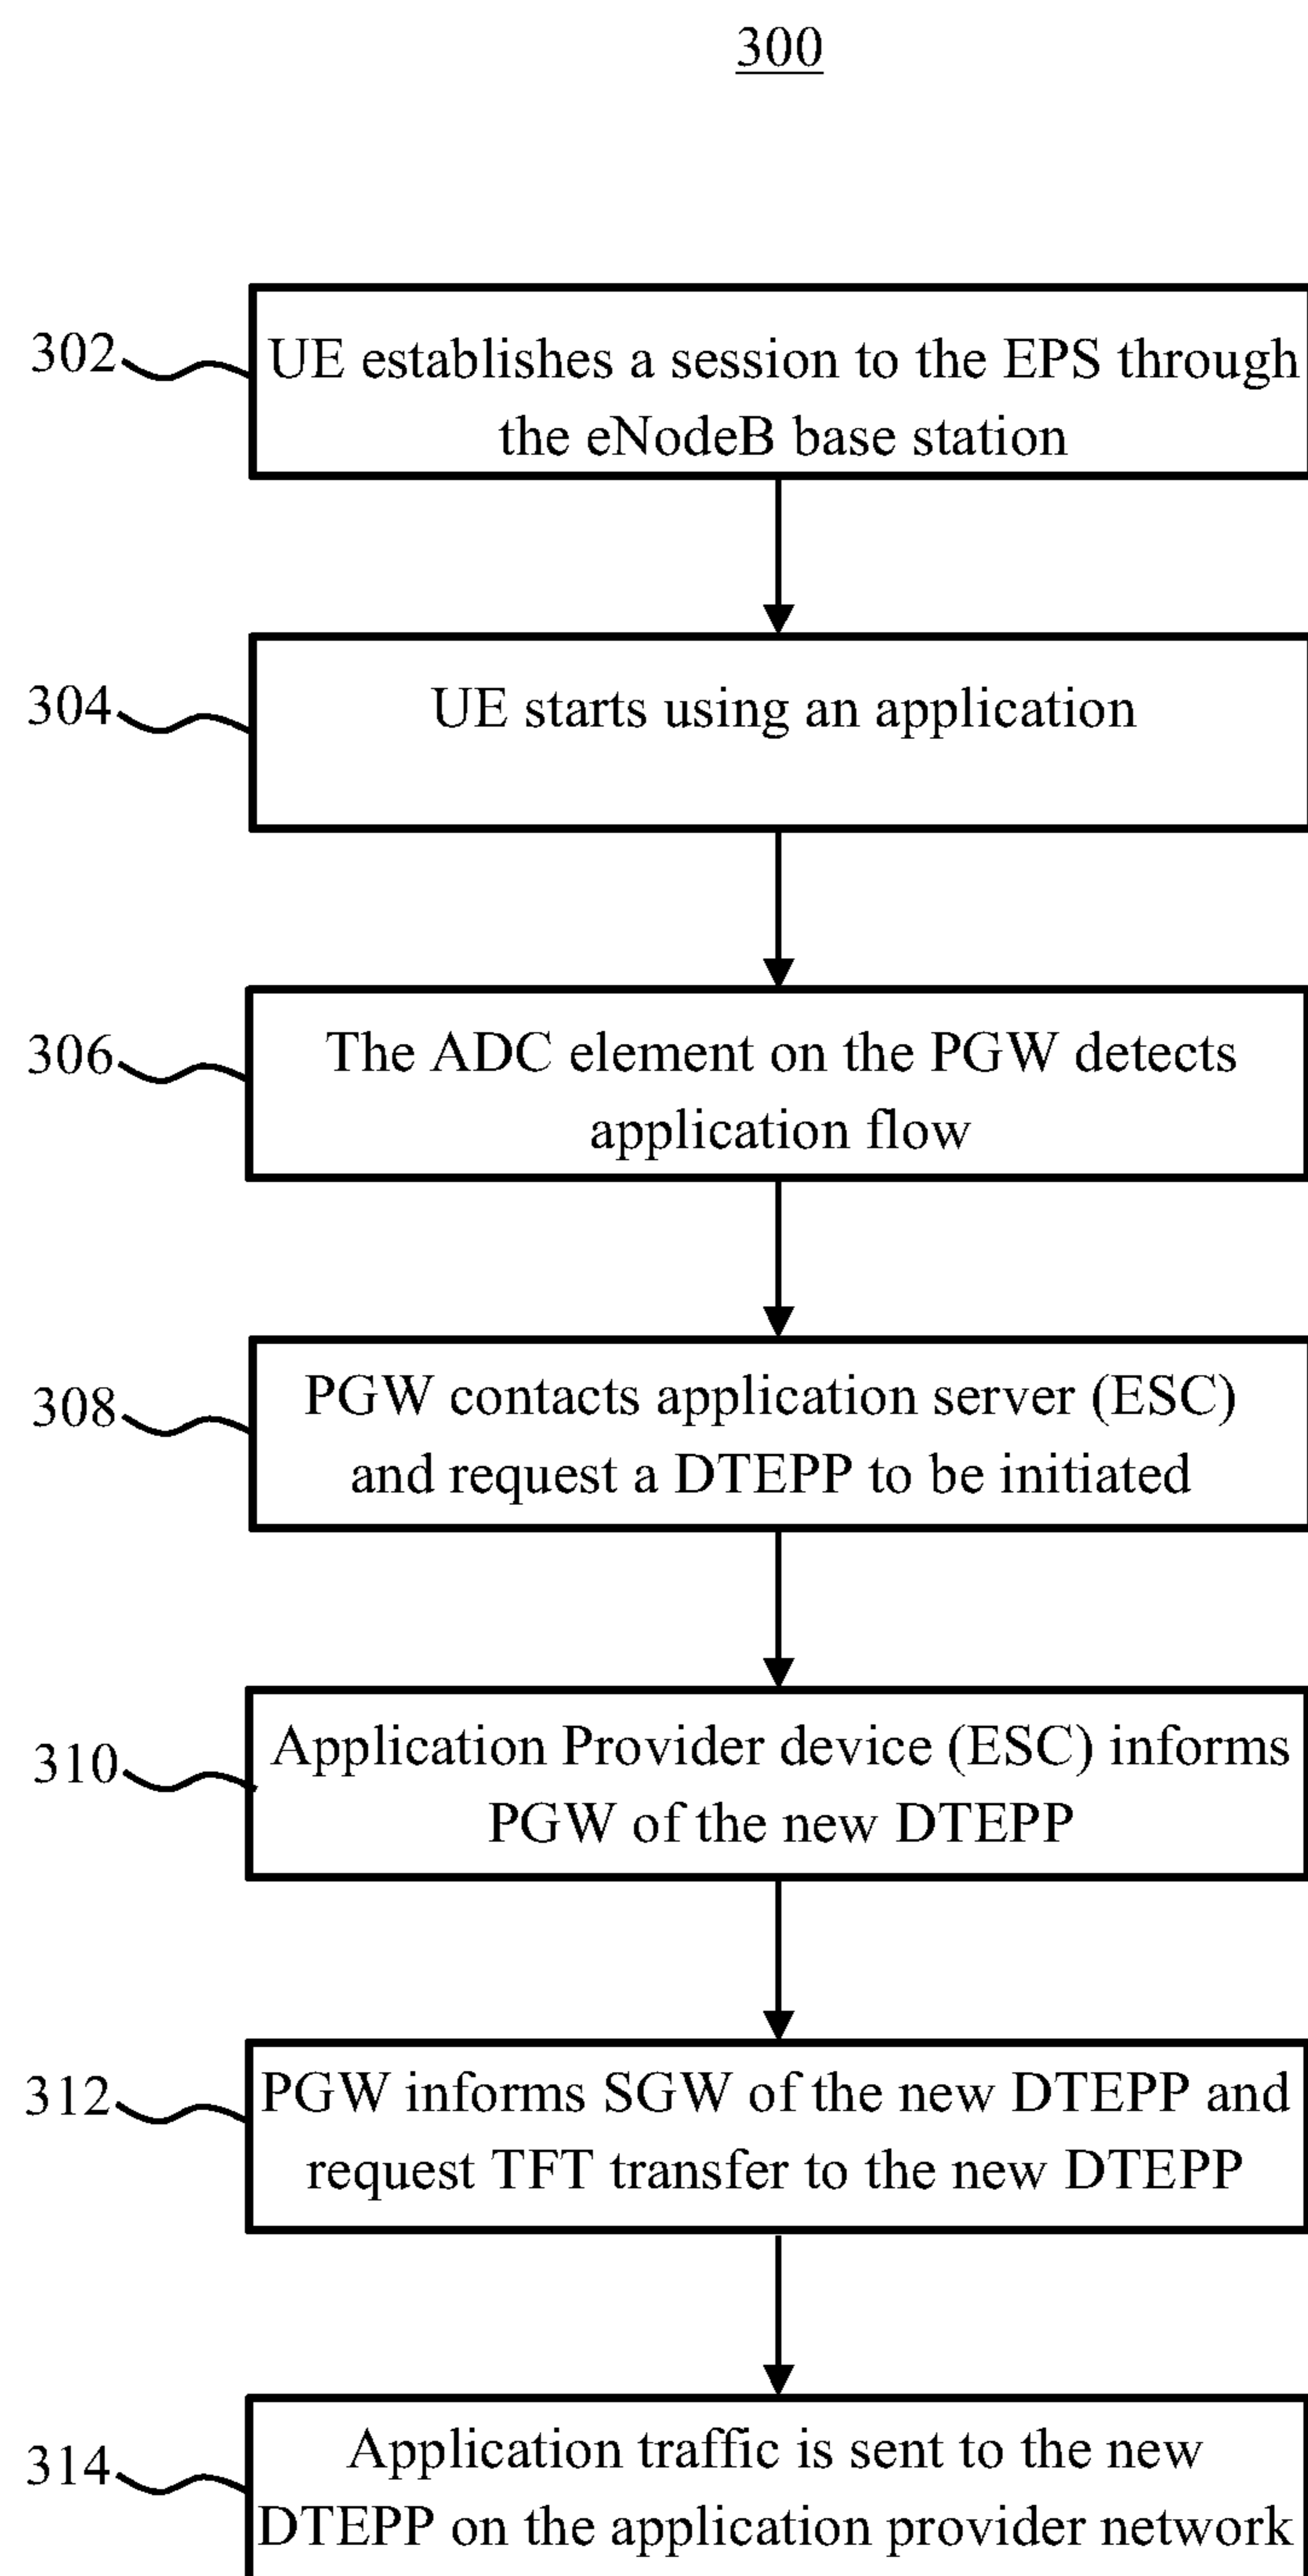 300
302
UE establishes a session to the EPS through
the eNodeB base station
304
UE starts using an application
306
The ADC element on the PGW detects
application flow
308
PGW contacts application server (ESC)
and request a DTEPP to be initiated
310
Application Provider device (ESC) informs
PGW of the new DTEPP
312
PGW informs SGW of the new DTEPP and
request TFT transfer to the new DTEPP
314
Application traffic is sent to the new
DTEPP on the application provider network